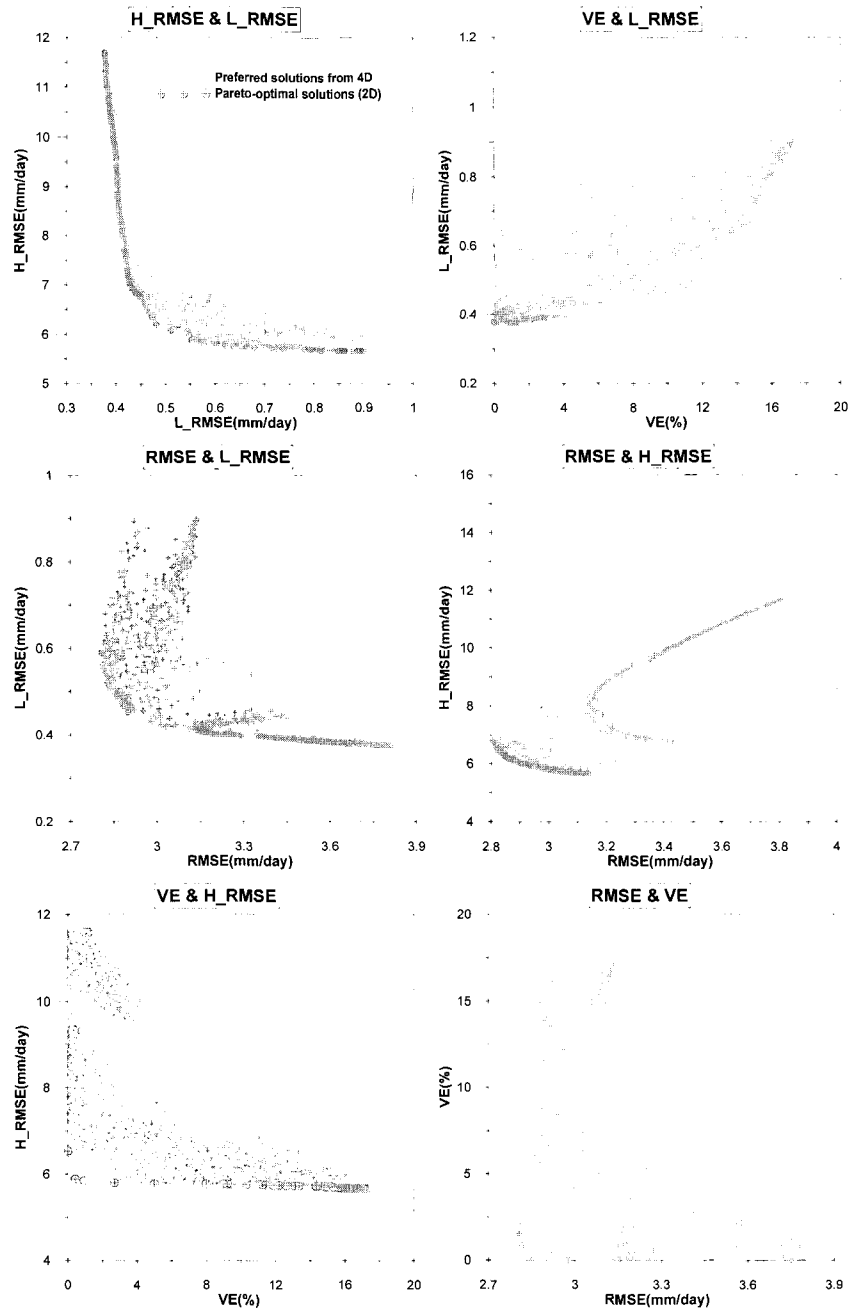 H_RMSE & L_RMSE
12
11
10
9
8
7
6
5
H_RMSE(mm/day)
Preferred solutions from 4D
Pareto-optimal solutions (2D)
0.3 0.4 0.5 0.6 0.7 0.8 0.9 1
L_RMSE(mm/day)
VE & L_RMSE
1.2
1
0.8
0.6
0.4
0.2
L_RMSE(mm/day)
0 4 8 12 16 20
VE(%)
RMSE & L_RMSE
1
0.8
0.6
0.4
0.2
L_RMSE(mm/day)
2.7 3 3.3 3.6 3.9
RMSE(mm/day)
RMSE & H_RMSE
16
14
12
10
8
6
4
H_RMSE(mm/day)
2.8 3 3.2 3.4 3.6 3.8 4
RMSE(mm/day)
VE & H_RMSE
12
10
8
6
4
H_RMSE(mm/day)
0 4 8 12 16 20
VE(%)
RMSE & VE
20
15
10
5
0
VE(%)
2.7 3 3.3 3.6 3.9
RMSE(mm/day)